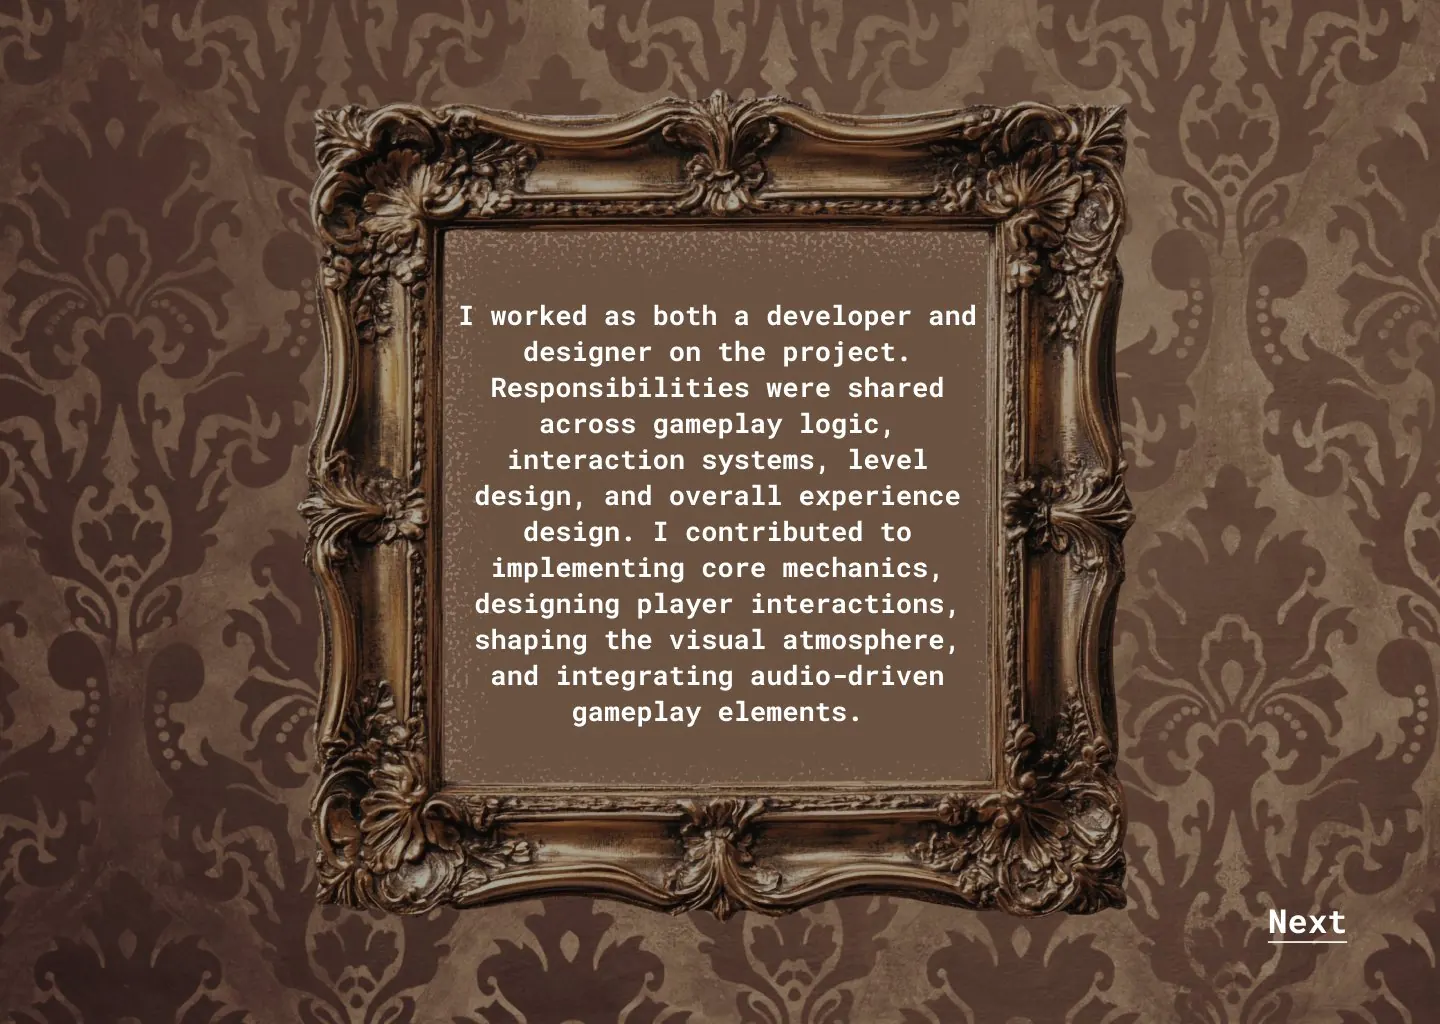 I worked as both a developer and
designer on the project.
Responsibilities were shared
across gameplay logic,
interaction systems, level
design, and overall experience
design. I contributed to
implementing core mechanics,
designing player interactions,
shaping the visual atmosphere,
and integrating audio-driven
gameplay elements.
Next